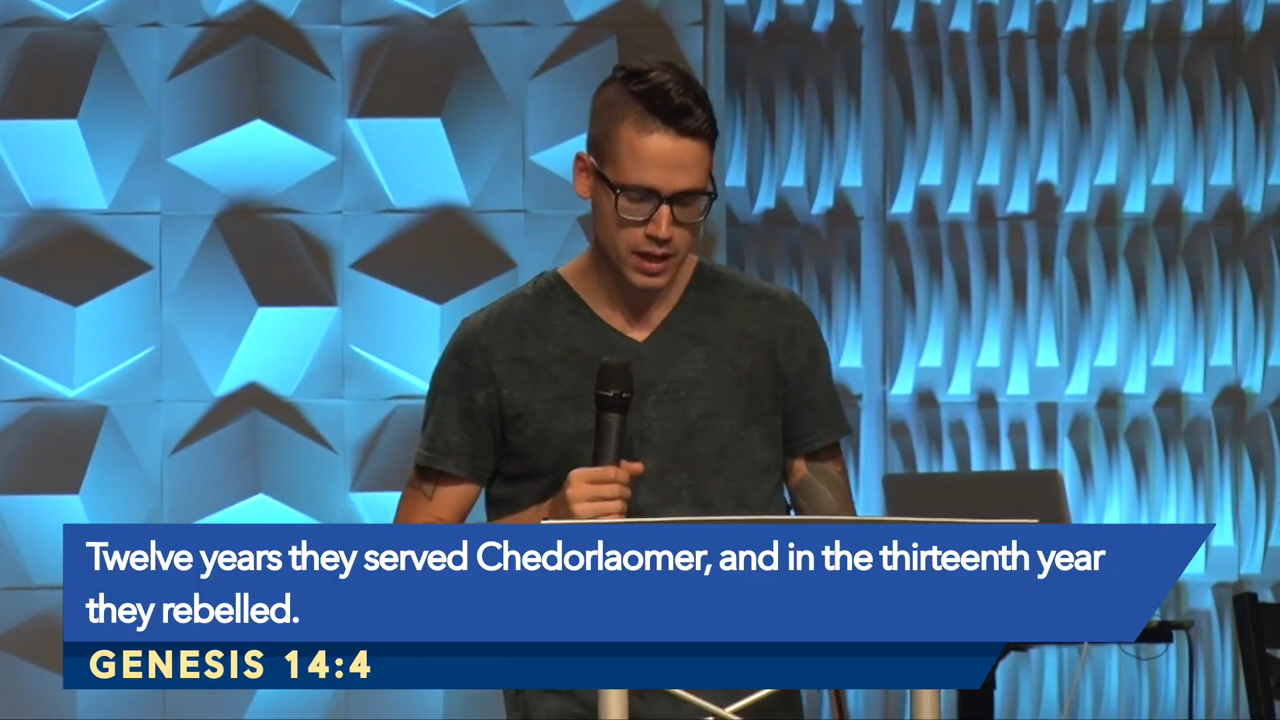 Twelve years they served Chedorlaomer, and in the thirteenth year
they rebelled.
GENESIS 14:4